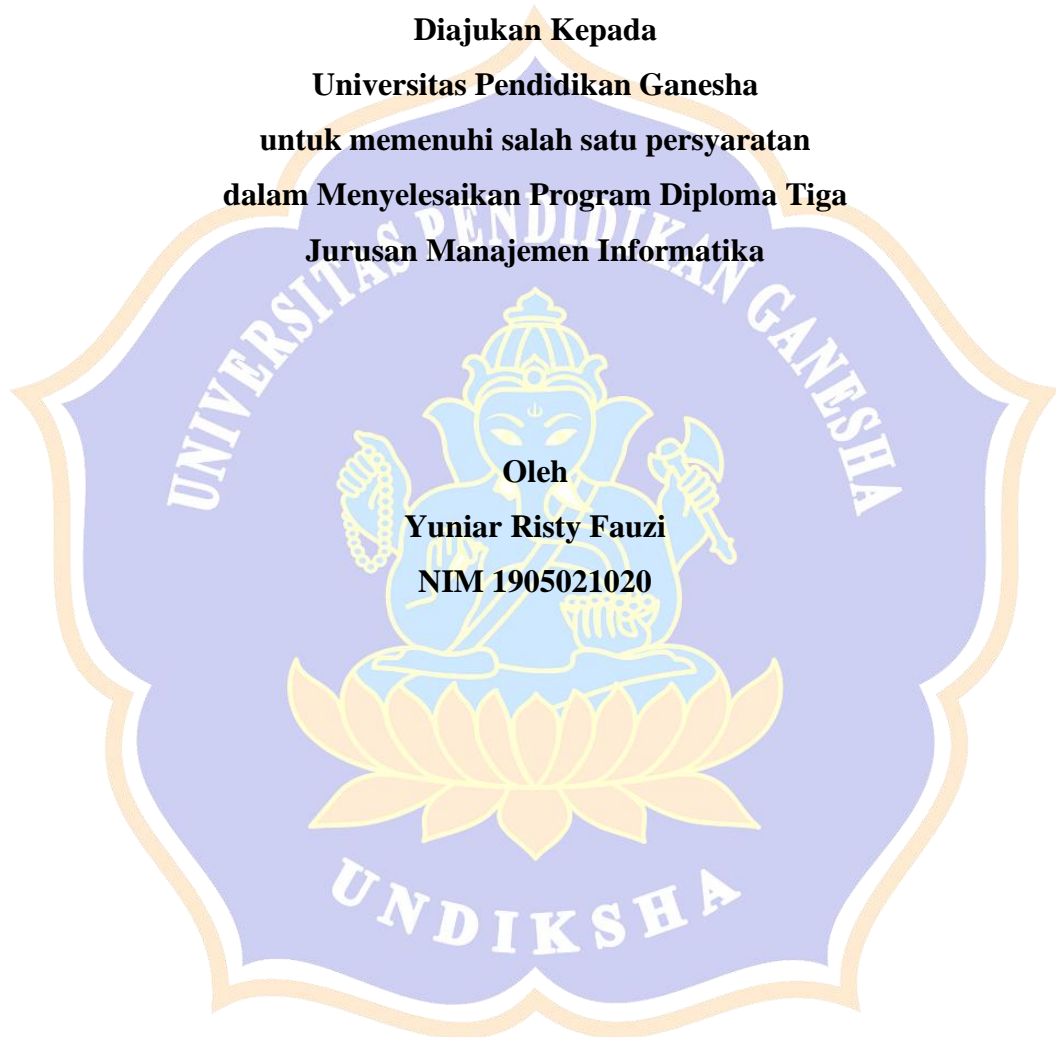 Diajukan Kepada
Universitas Pendidikan Ganesha
untuk memenuhi salah satu persyaratan
dalam Menyelesaikan Program Diploma Tiga
UNIVERSITAS PENDIDIKAN GANESHA
Jurusan Manajemen Informatika
Oleh
Yuniar Risty Fauzi
NIM 1905021020
UNDIKSHA